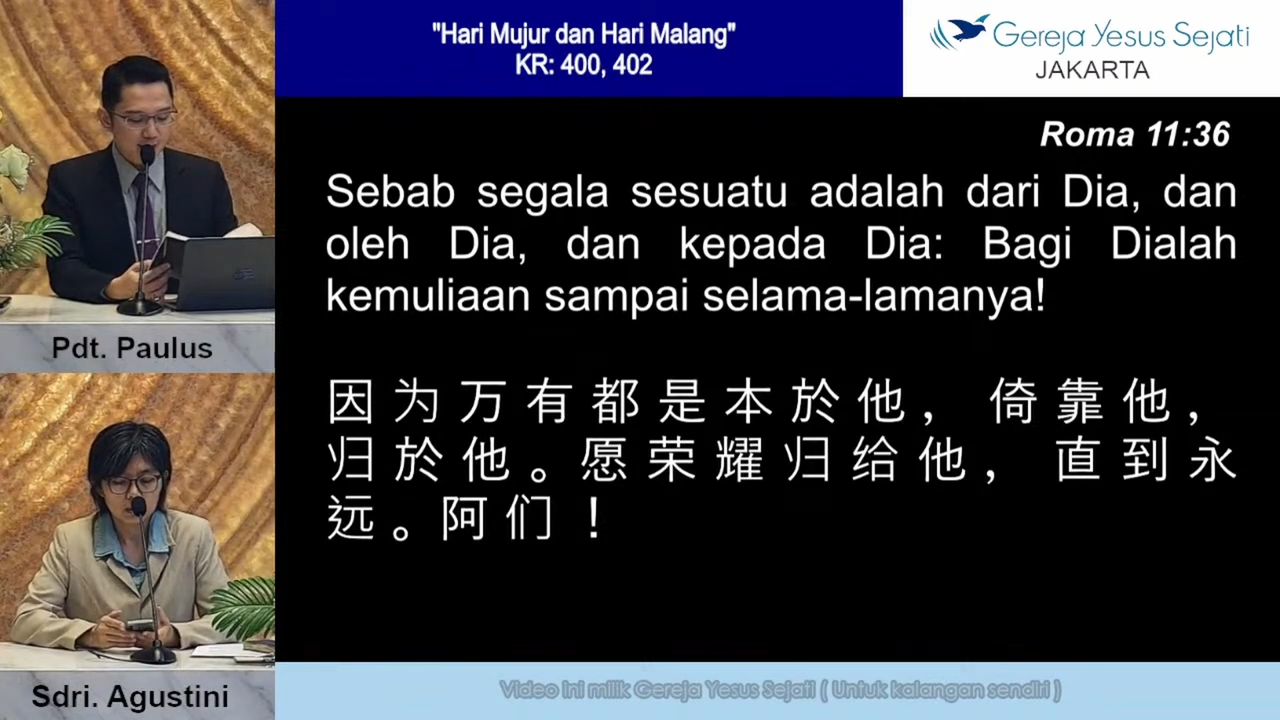 "Hari Mujur dan Hari Malang"
KR: 400, 402
Gereja Yesus Sejati
JAKARTA
Roma 11:36
Sebab segala sesuatu adalah dari Dia, dan
oleh Dia, dan kepada Dia: Bagi Dialah
kemuliaan sampai selama-lamanya!
因为万有都是本於他，倚靠他，
归於他。愿荣耀归给他，直到永
远。阿们！
Pdt. Paulus
Sdri. Agustini
Video ini milik Gereja Yesus Sejati ( Untuk kalangan sendiri )